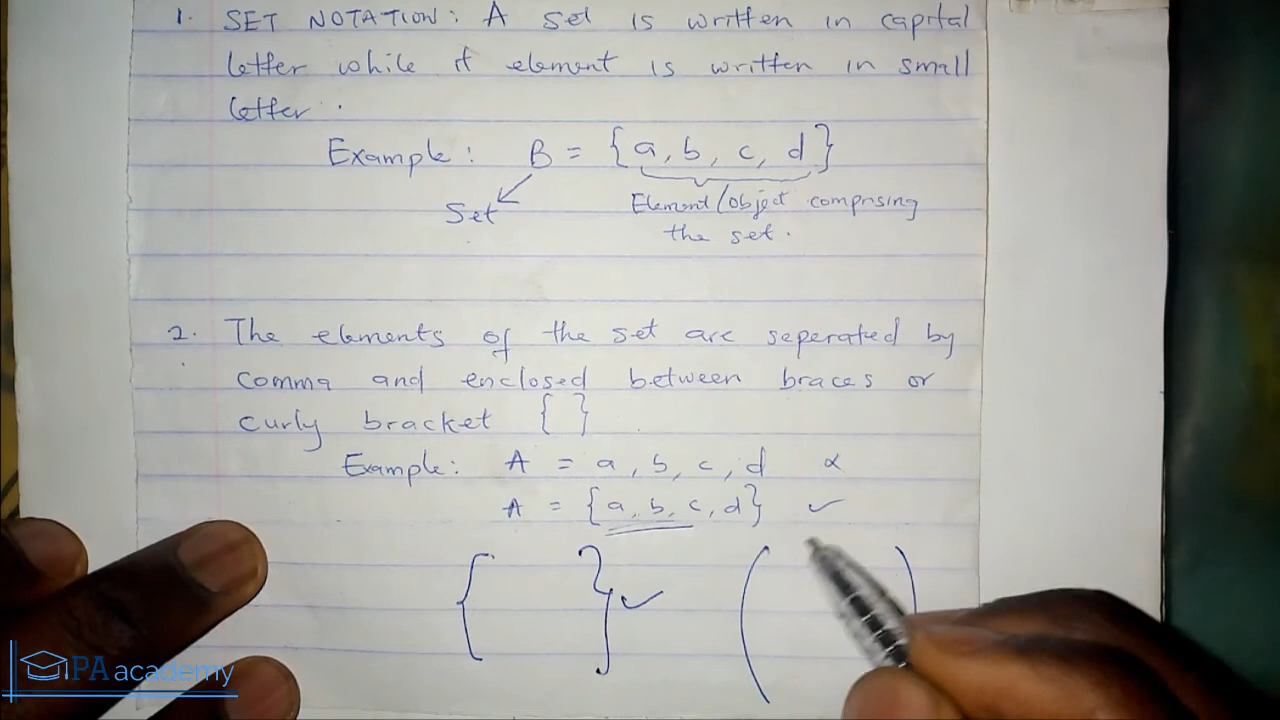 1. SET NOTATION: A set is written in capital
letter while it element is written in small
letter.
Example: B = {a, b, c, d}
Set
Element/object comprising
the set.
2. The elements of the set are seperated by
comma and enclosed between braces or
curly bracket { }
Example: A = a, b, c, d ✗
A = {a, b, c, d} ✓
{ } ✓ ( )
PA academy